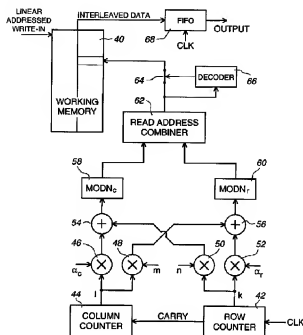 LINEAR
ADDRESSED
WRITE-IN
INTERLEAVED DATA
40
FIFO
68
OUTPUT
CLK
WORKING
MEMORY
64
DECODER
66
62
READ ADDRESS
COMBINER
58
MODNc
60
MODNr
54
56
46
48
50
52
αc
m
n
αr
i
k
44
COLUMN
COUNTER
CARRY
42
ROW
COUNTER
CLK